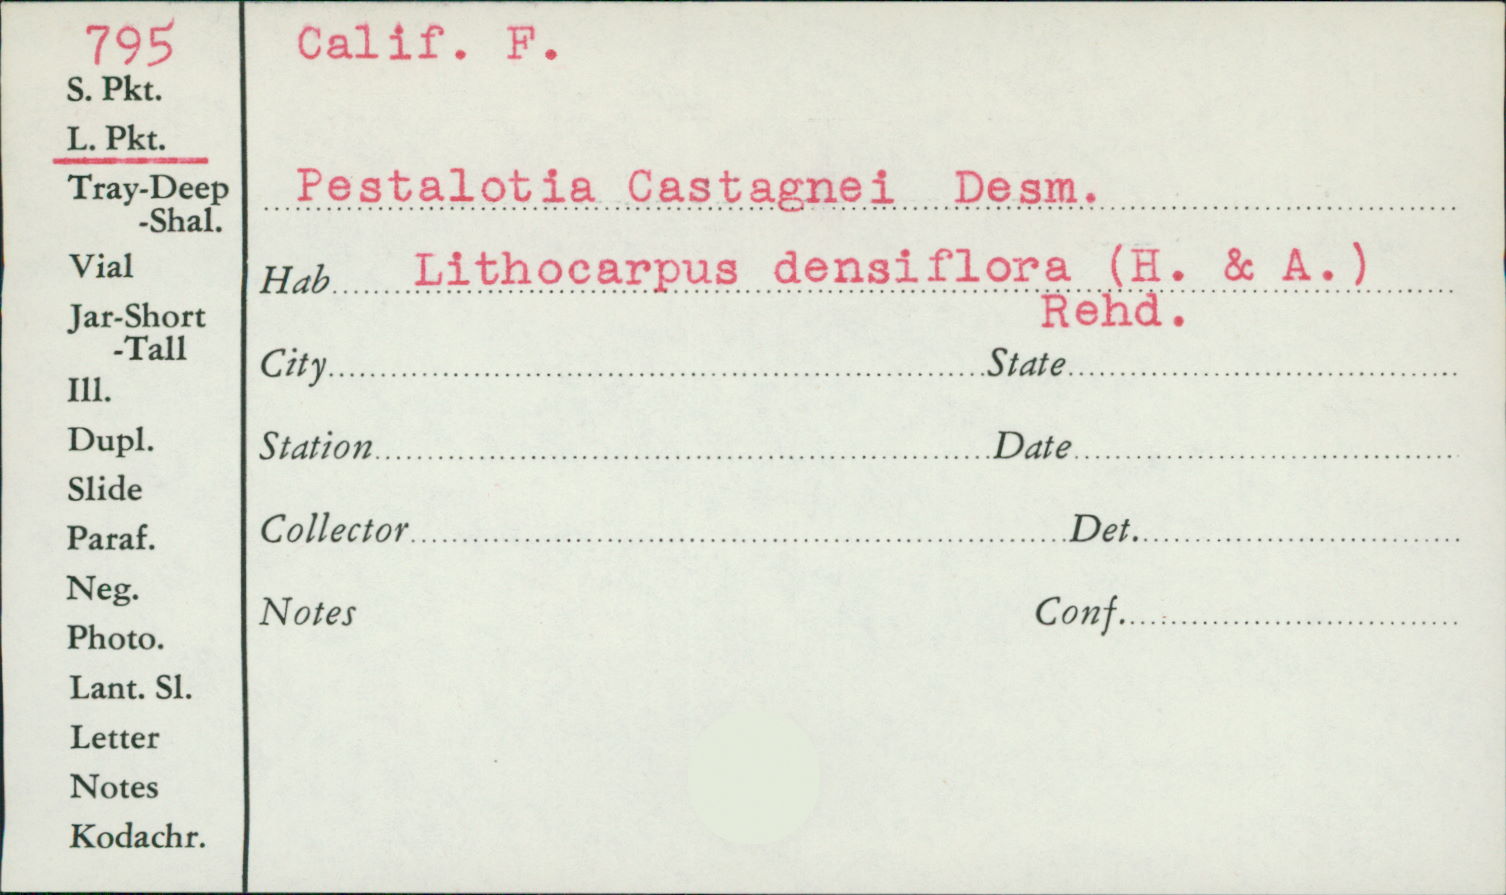 795
S. Pkt.
L. Pkt.
Tray-Deep
-Shal.
Vial
Jar-Short
-Tall
Ill.
Dupl.
Slide
Paraf.
Neg.
Photo.
Lant. Sl.
Letter
Notes
Kodachr.
Calif. F.
Pestalotia Castagnei Desm.
Hab. Lithocarpus densiflora (H. & A.)
Rehd.
City State
Station Date
Collector Det.
Notes Conf.